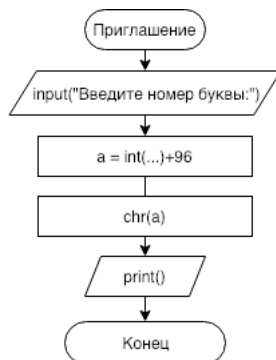 Приглашение
input("Введите номер буквы:")
a = int(...)+96
chr(a)
print()
Конец